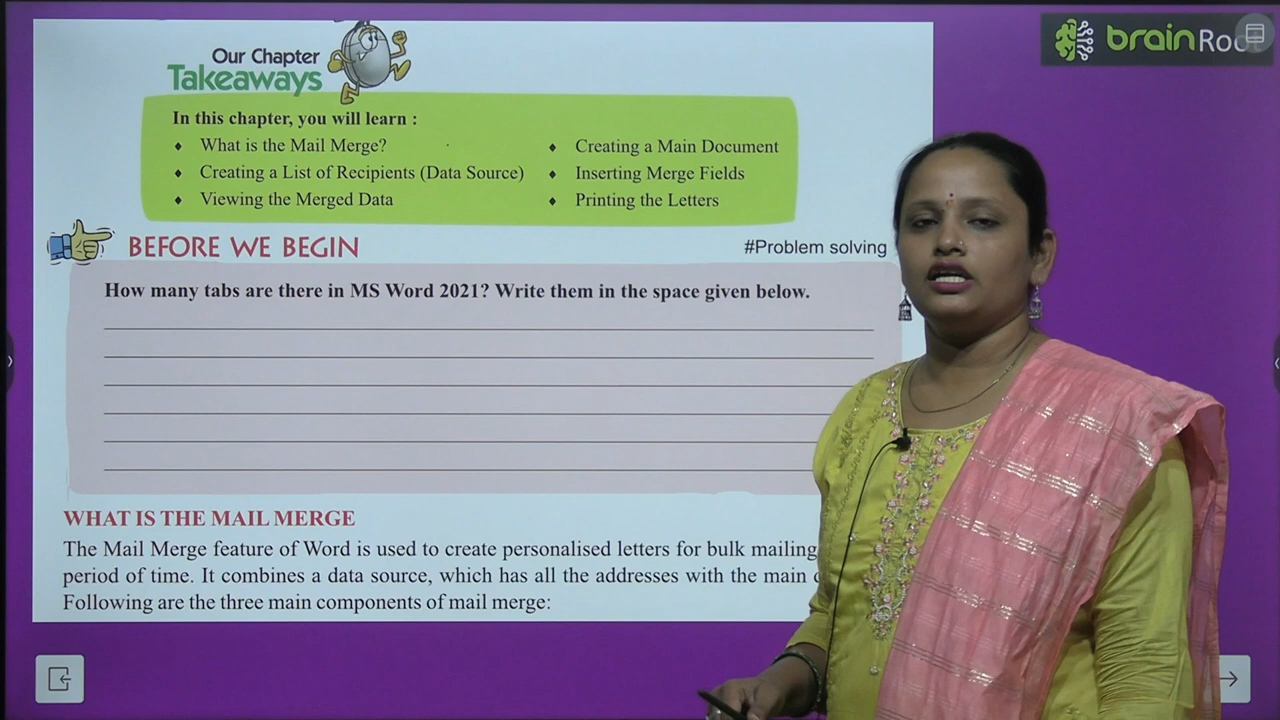 Our Chapter
Takeaways
brain
In this chapter, you will learn :
♦ What is the Mail Merge?
♦ Creating a Main Document
♦ Creating a List of Recipients (Data Source)
♦ Inserting Merge Fields
♦ Viewing the Merged Data
♦ Printing the Letters
BEFORE WE BEGIN
#Problem solving
How many tabs are there in MS Word 2021? Write them in the space given below.
WHAT IS THE MAIL MERGE
The Mail Merge feature of Word is used to create personalised letters for bulk mailing
period of time. It combines a data source, which has all the addresses with the main
Following are the three main components of mail merge: